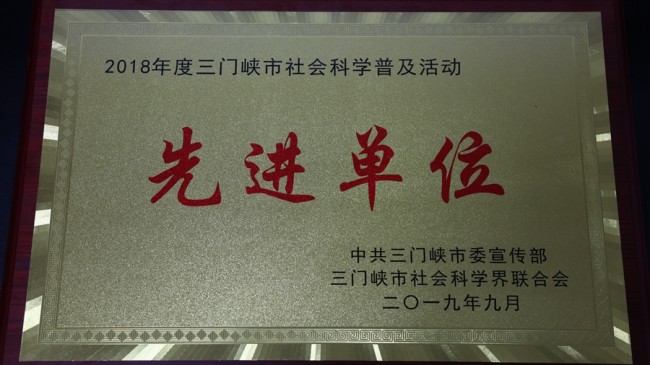 2018年度三门峡市社会科学普及活动
先进单位
中共三门峡市委宣传部
三门峡市社会科学界联合会
二〇一九年九月